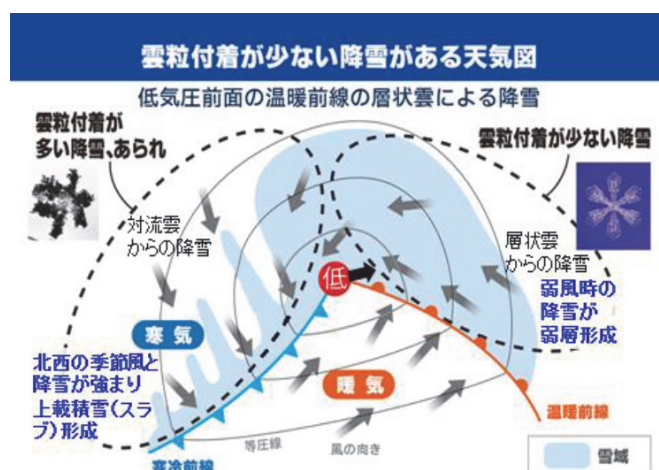 雲粒付着が少ない降雪がある天気図
低気圧前面の温暖前線の層状雲による降雪
雲粒付着が
多い降雪、あられ
雲粒付着が少ない降雪
対流雲
からの降雪
層状雲
からの降雪
弱風時の
降雪が
弱層形成
低
寒気
暖気
北西の季節風と
降雪が強まり
上載積雪(スラ
ブ)形成
温暖前線
等圧線
風の向き
寒冷前線
雪域